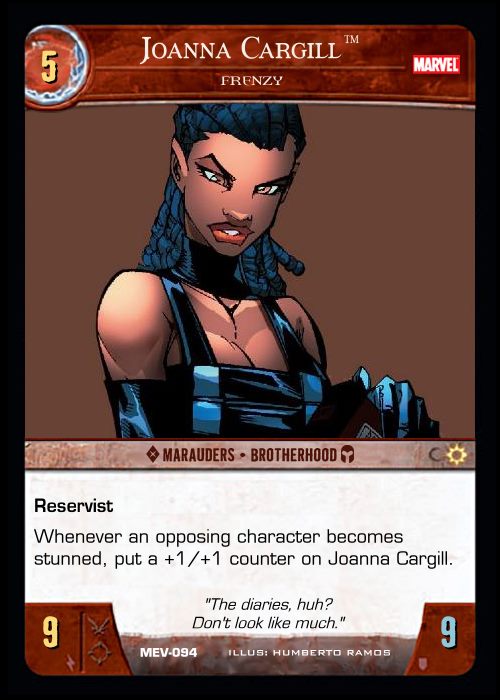 5
JOANNA CARGILL™
FRENZY
MARVEL
MARAUDERS • BROTHERHOOD
Reservist
Whenever an opposing character becomes
stunned, put a +1/+1 counter on Joanna Cargill.
"The diaries, huh?
Don't look like much."
9
9
MEV-094 ILLUS: HUMBERTO RAMOS